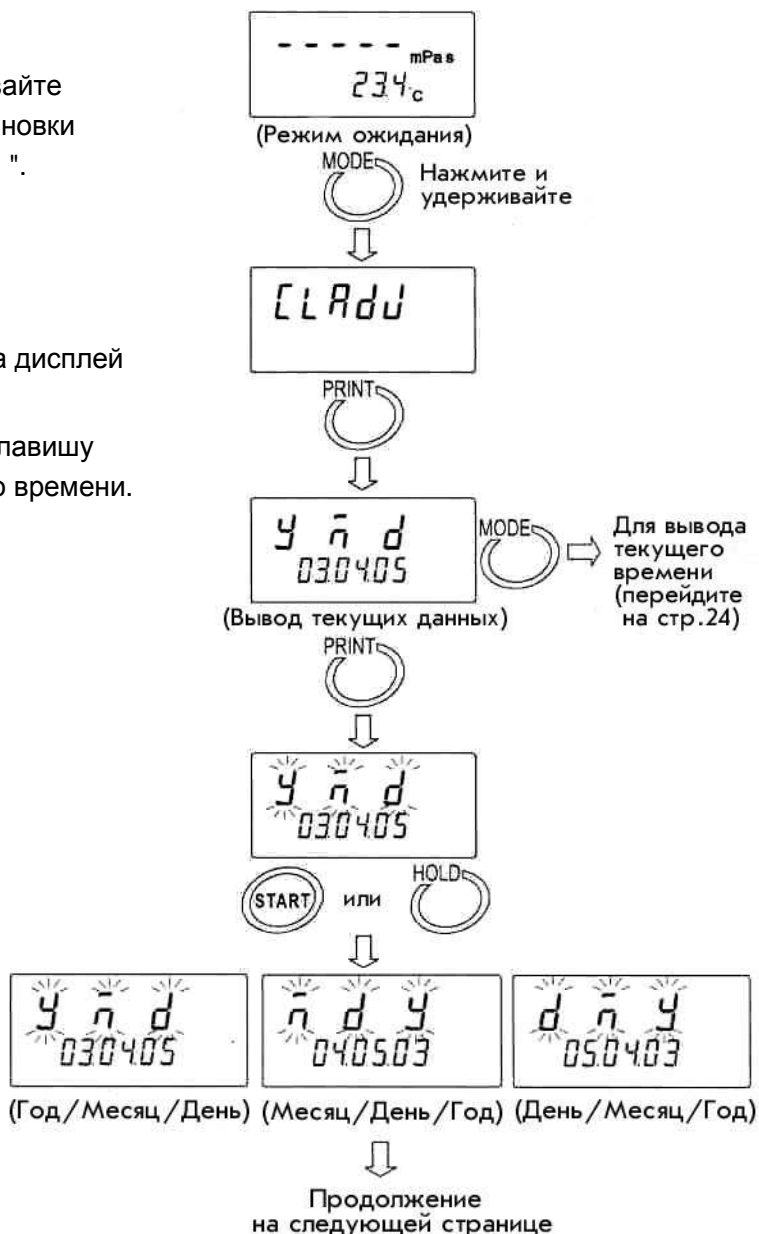 - - - - - mPas
23.4 c
(Режим ожидания)
вайте
новки
".
MODE
Нажмите и
удерживайте
CLAdJ
а дисплей
PRINT
лавишу
о времени.
y m d
03.04.05
MODE
Для вывода
текущего
времени
(перейдите
на стр.24)
(Вывод текущих данных)
PRINT
y m d
03.04.05
START или HOLD
y m d
03.04.05
m d y
04.05.03
d m y
05.04.03
(Год/Месяц/День) (Месяц/День/Год) (День/Месяц/Год)
Продолжение
на следующей странице